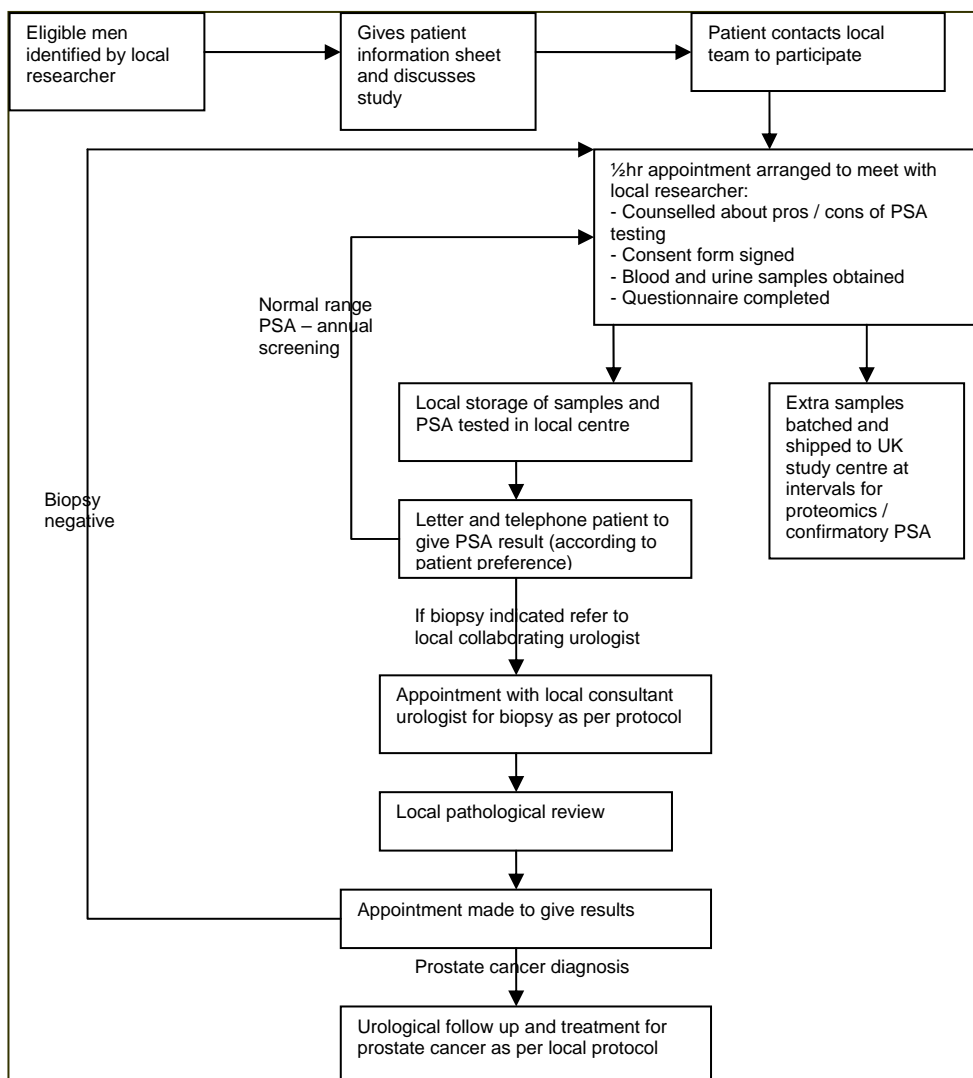 Eligible men
identified by local
researcher
Gives patient
information sheet
and discusses
study
Patient contacts local
team to participate
½hr appointment arranged to meet with
local researcher:
- Counselled about pros / cons of PSA
testing
- Consent form signed
- Blood and urine samples obtained
- Questionnaire completed
Normal range
PSA – annual
screening
Local storage of samples and
PSA tested in local centre
Extra samples
batched and
shipped to UK
study centre at
intervals for
proteomics /
confirmatory PSA
Biopsy
negative
Letter and telephone patient to
give PSA result (according to
patient preference)
If biopsy indicated refer to
local collaborating urologist
Appointment with local consultant
urologist for biopsy as per protocol
Local pathological review
Appointment made to give results
Prostate cancer diagnosis
Urological follow up and treatment for
prostate cancer as per local protocol